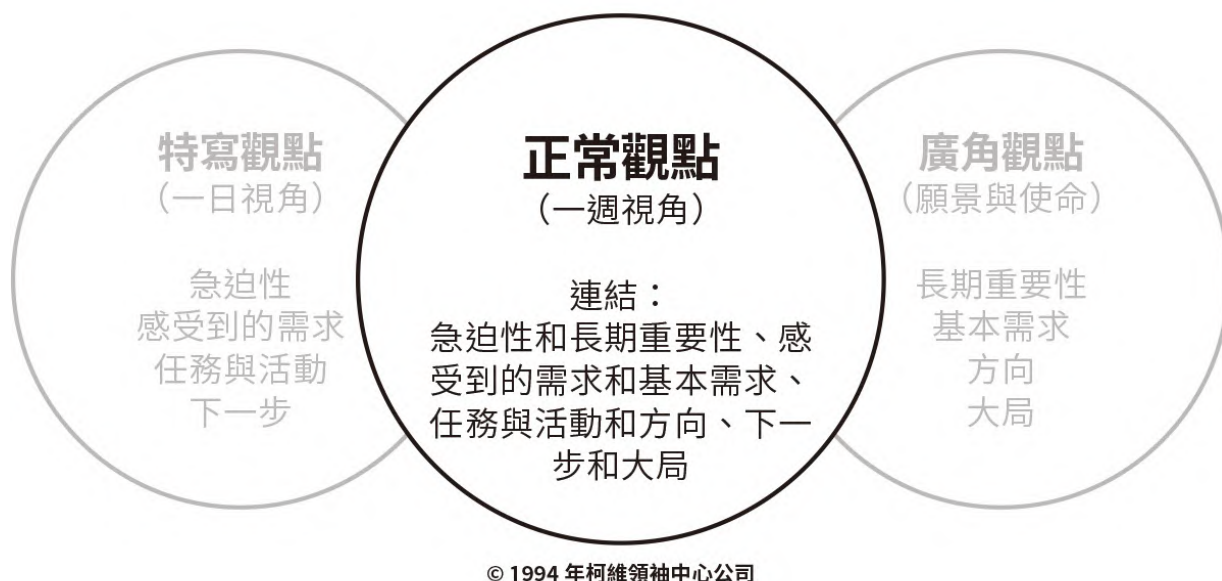 特寫觀點
（一日視角）
急迫性
感受到的需求
任務與活動
下一步
正常觀點
（一週視角）
連結：
急迫性和長期重要性、感
受到的需求和基本需求、
任務與活動和方向、下一
步和大局
廣角觀點
（願景與使命）
長期重要性
基本需求
方向
大局
© 1994 年柯維領袖中心公司